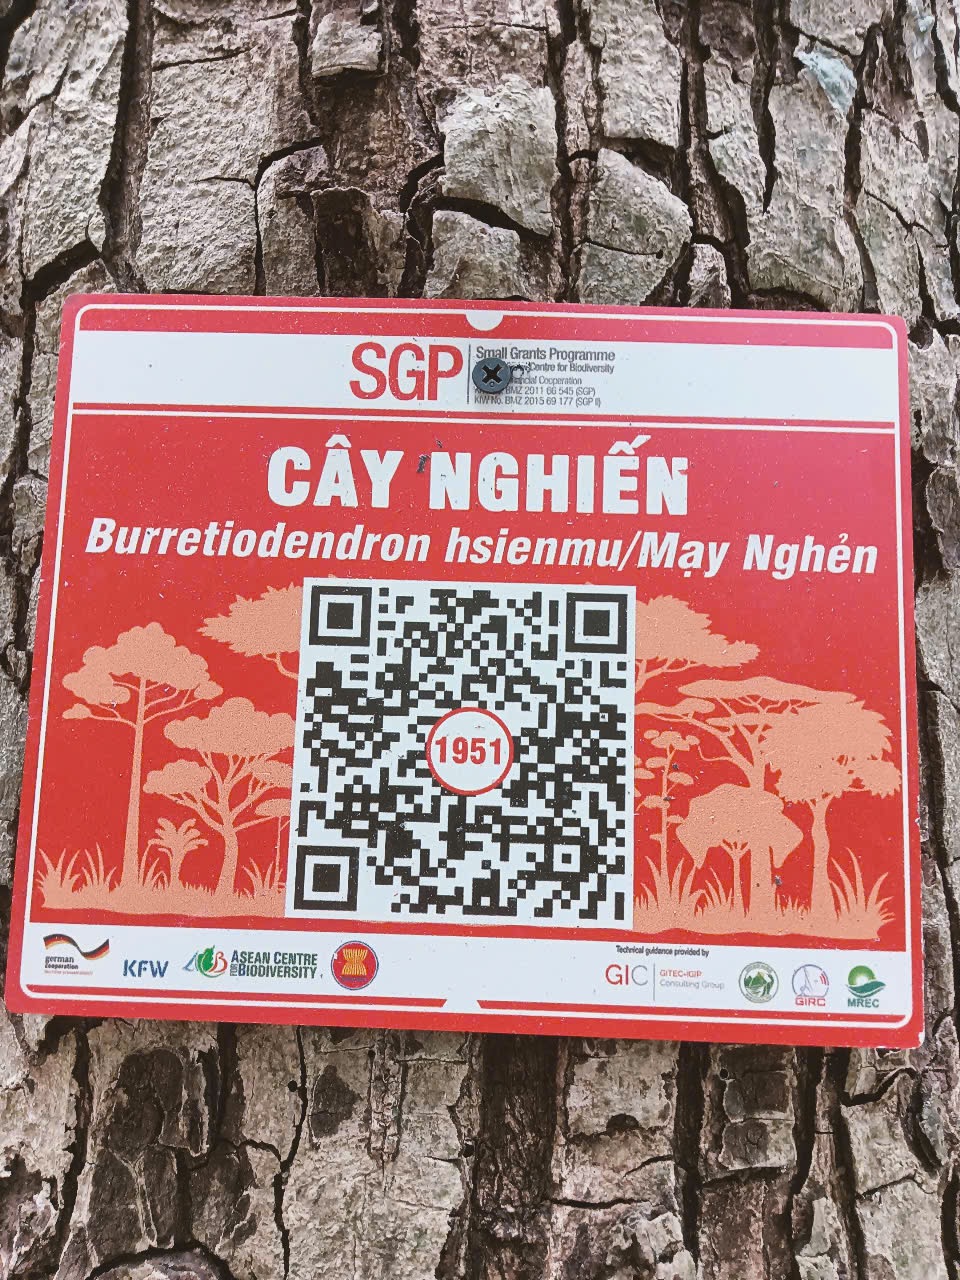 SGP
Small Grants Programme
Centre for Biodiversity
Financial Cooperation
BMZ 2011 66 545 (SGP)
KfW No. BMZ 2015 69 177 (SGP II)
CÂY NGHIẾN
Burretiodendron hsienmu/Mạy Nghẻn
1951
german
cooperation
KFW
ASEAN CENTRE
FOR BIODIVERSITY
Technical guidance provided by
GIC
GITEC-IGIP
Consulting Group
GIRC
MREC